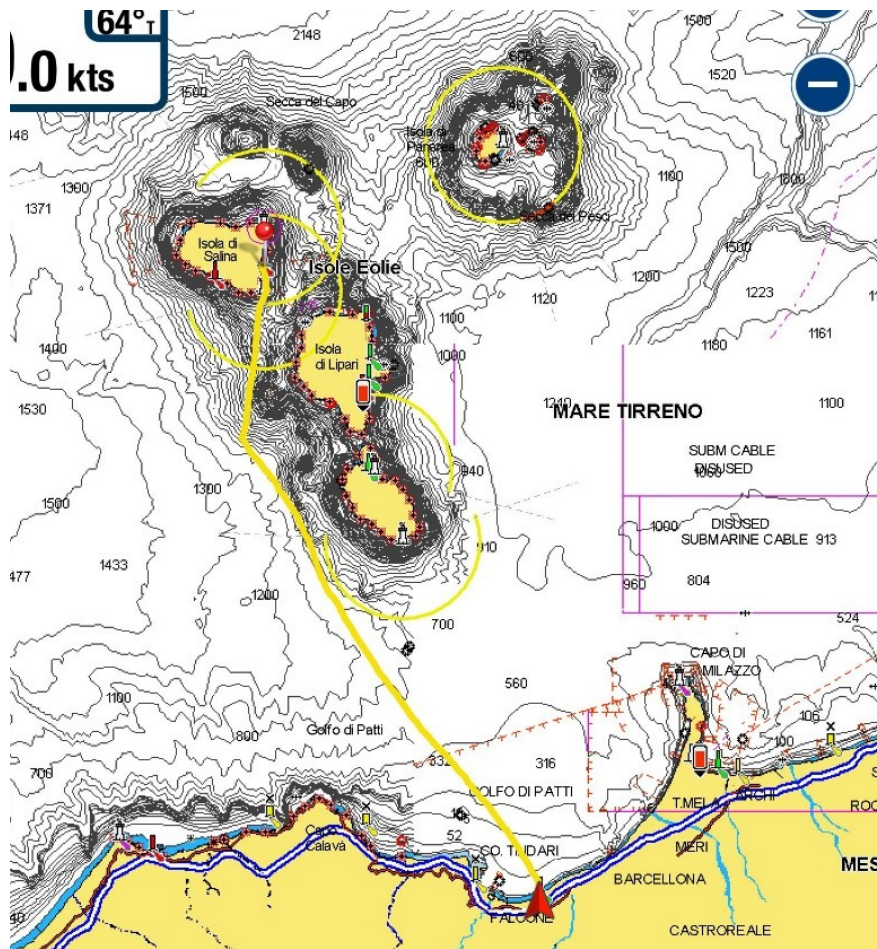 64°T
.0 kts
2148
1500
1500
1520
Secca del Capo
Isola di
Panarea
1300
1371
1100
1500
Isola di
Salina
Isole Eolie
1200
1120
1223
1100
1161
1180
1400
Isola
di Lipari
1000
1530
1240
1100
MARE TIRRENO
SUBM CABLE
DISUSED
1060
940
1300
1500
1000
DISUSED
SUBMARINE CABLE 913
910
1433
477
960
804
1200
524
700
CAPO DI
MILAZZO
560
1100
800
Golfo di Patti
106
100
700
332
316
GOLFO DI PATTI
T.MELA
ARCHI
52
Capo
Calavà
CO. TINDARI
MERI
BARCELLONA
MES
FALCONE
CASTROREALE